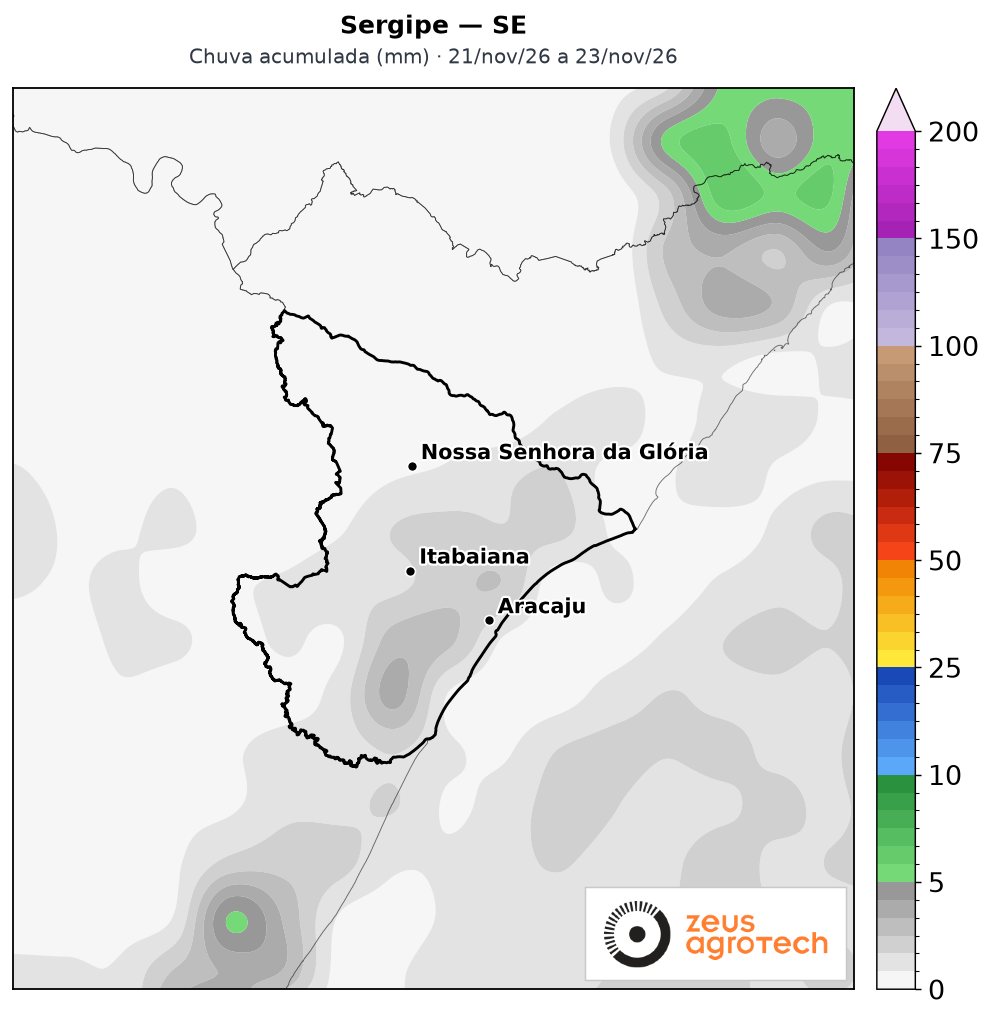 Sergipe — SE
Chuva acumulada (mm) · 21/nov/26 a 23/nov/26
200
150
100
75
50
25
10
5
0
Nossa Senhora da Glória
Itabaiana
Aracaju
zeus
agrotech